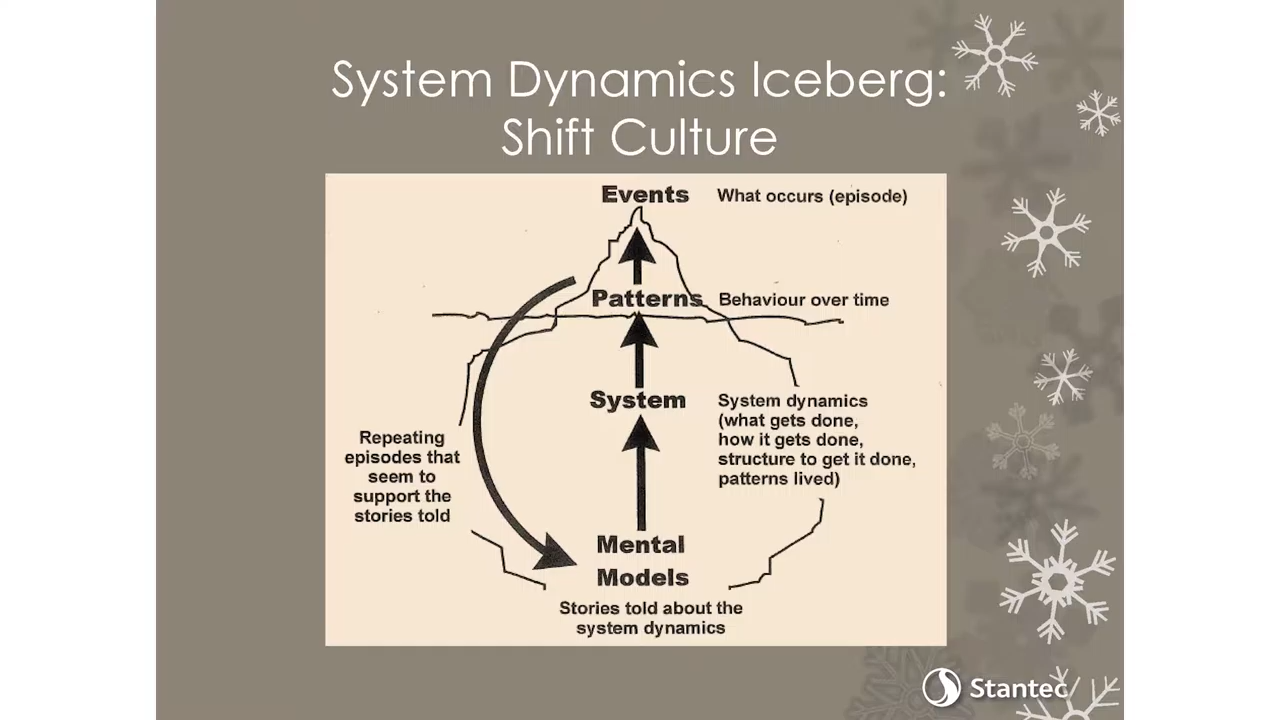 System Dynamics Iceberg:
Shift Culture
Events
What occurs (episode)
Patterns
Behaviour over time
System
System dynamics
(what gets done,
how it gets done,
structure to get it done,
patterns lived)
Repeating
episodes that
seem to
support the
stories told
Mental
Models
Stories told about the
system dynamics
Stantec